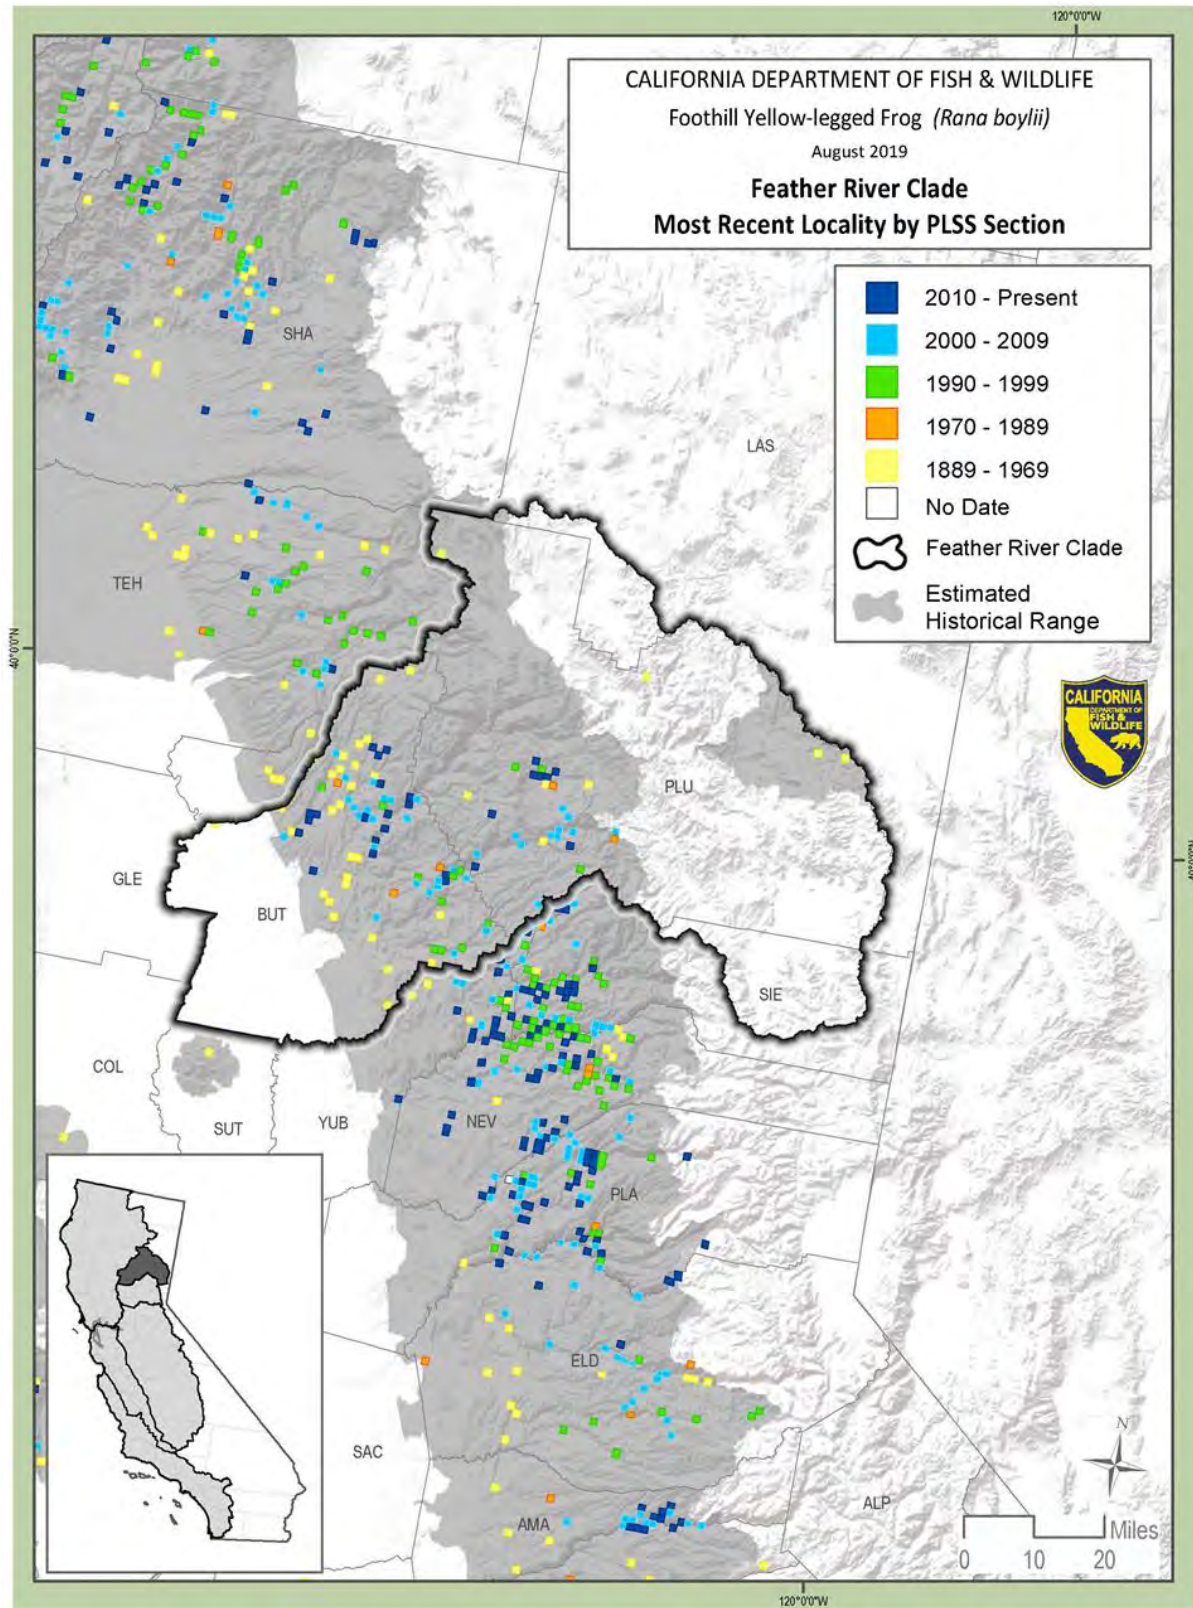 120°0'0"W
CALIFORNIA DEPARTMENT OF FISH & WILDLIFE
Foothill Yellow-legged Frog (Rana boylii)
August 2019
Feather River Clade
Most Recent Locality by PLSS Section
2010 - Present
2000 - 2009
1990 - 1999
1970 - 1989
1889 - 1969
No Date
Feather River Clade
Estimated
Historical Range
SHA
LAS
TEH
40°0'0"N
CALIFORNIA
DEPARTMENT OF
FISH &
WILDLIFE
PLU
GLE
BUT
SIE
COL
SUT
YUB
NEV
PLA
ELD
SAC
AMA
ALP
N
Miles
0 10 20
120°0'0"W